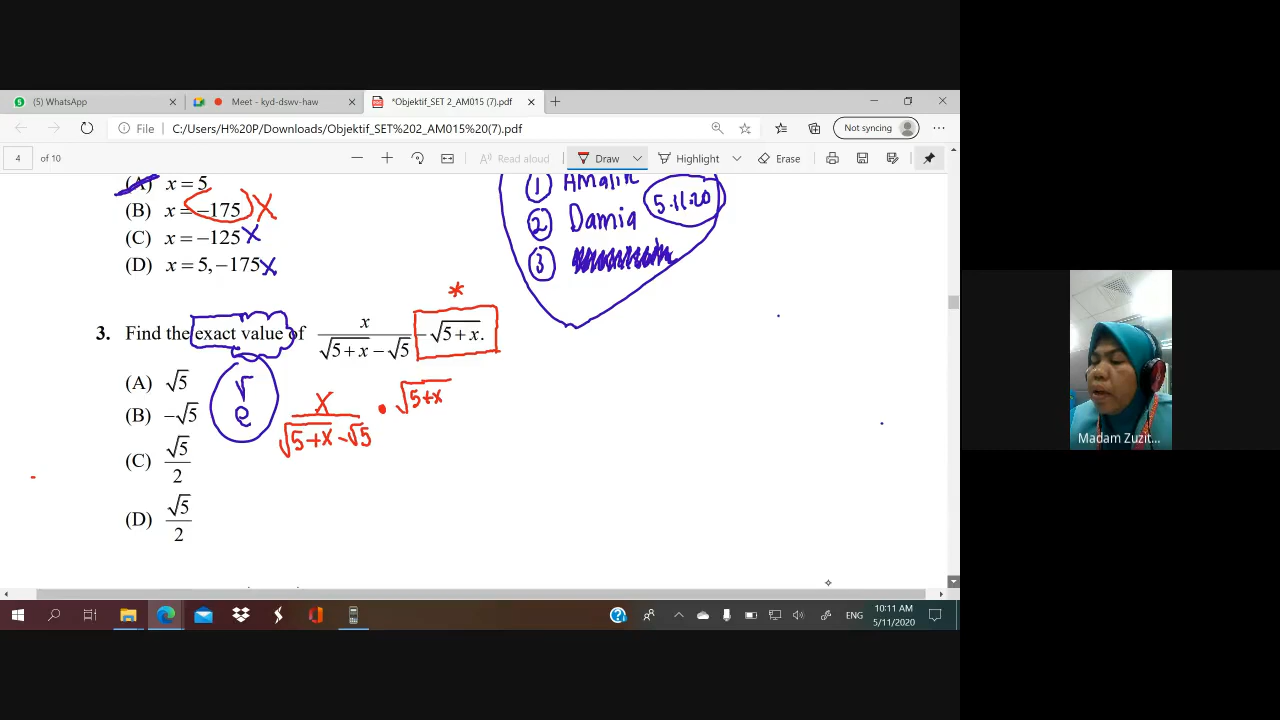 (5) WhatsApp
Meet - kyd-dswv-haw
*Objektif_SET 2_AM015 (7).pdf
File
C:/Users/H%20P/Downloads/Objektif_SET%202_AM015%20(7).pdf
Not syncing
4 of 10
Read aloud
Draw
Highlight
Erase
(A) x = 5
(B) x = −175 X
(C) x = −125 X
(D) x = 5, −175 X
1 Amalin
2 Damia
3
5.11.20
*
3. Find the exact value of x/(√(5+x) − √5) − √(5+x).
(A) √5
(B) −√5
(C) √5/2
(D) √5/2
√
e
x/(√(5+x) − √5) • √(5+x)
Madam Zuzit...
ENG
10:11 AM
5/11/2020